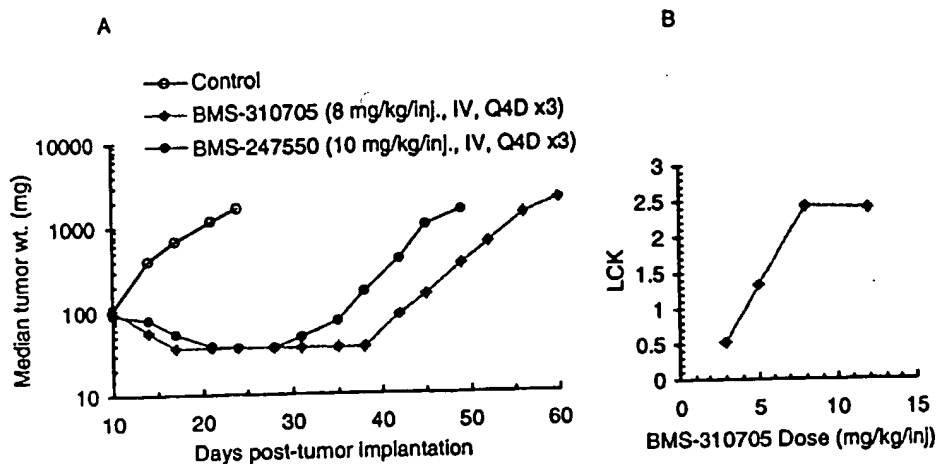 A
B
Control
BMS-310705 (8 mg/kg/inj., IV, Q4D x3)
BMS-247550 (10 mg/kg/inj., IV, Q4D x3)
Median tumor wt. (mg)
10000
1000
100
10
10 20 30 40 50 60
Days post-tumor implantation
LCK
3
2.5
2
1.5
1
0.5
0
0 5 10 15
BMS-310705 Dose (mg/kg/inj)